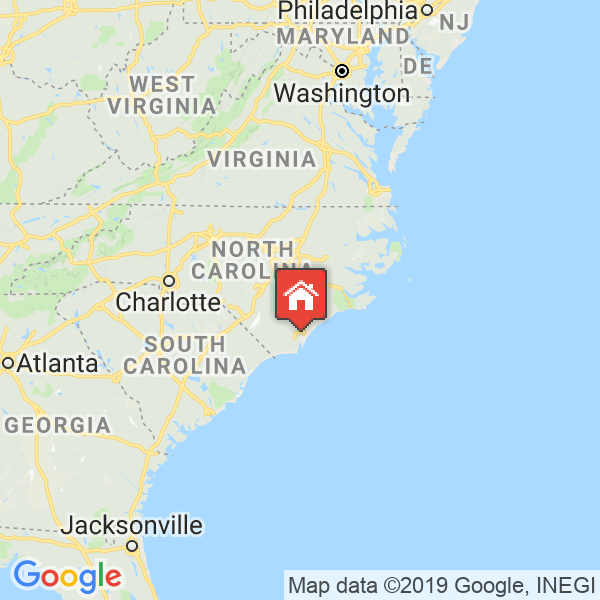 Philadelphia
NJ
MARYLAND
DE
Washington
WEST
VIRGINIA
VIRGINIA
NORTH
CAROLINA
Charlotte
SOUTH
CAROLINA
Atlanta
GEORGIA
Jacksonville
Google
Map data ©2019 Google, INEGI